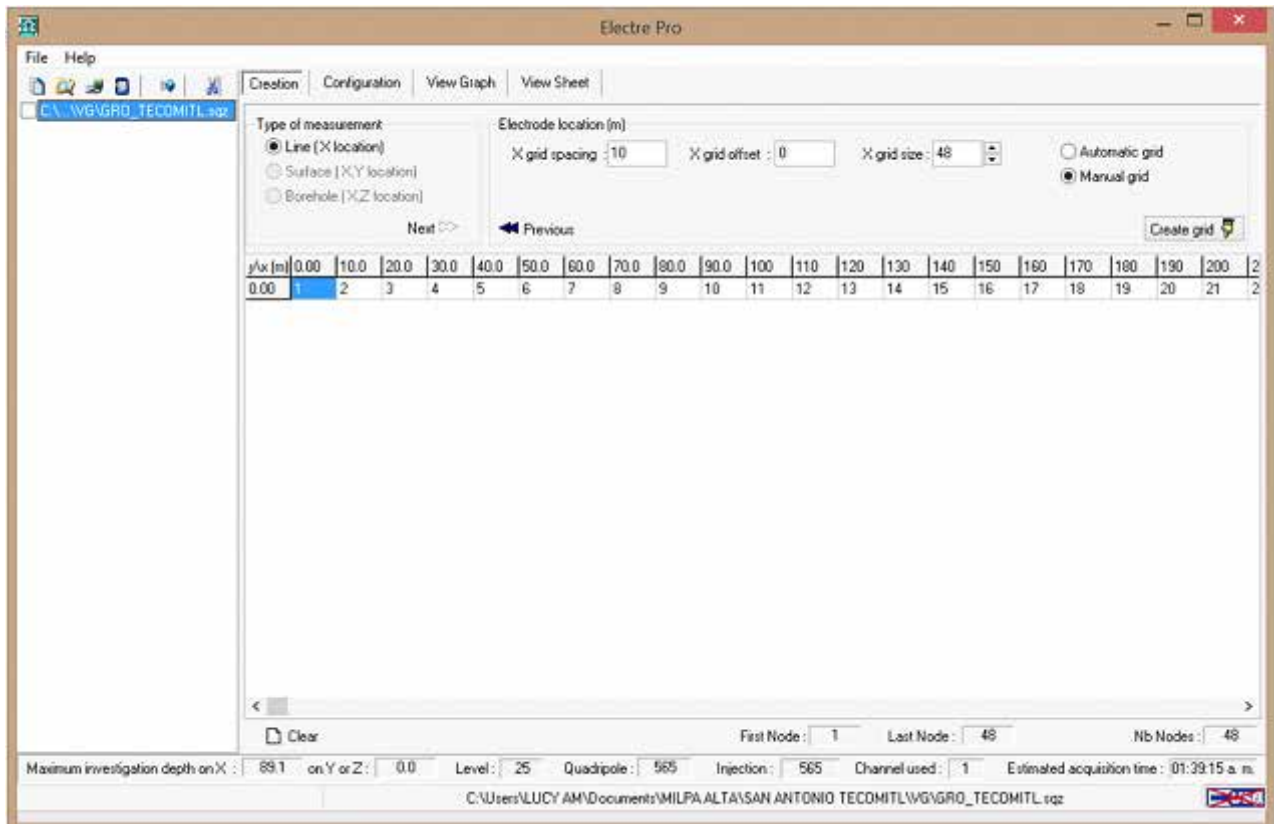 Electre Pro
File Help
Creation Configuration View Graph View Sheet
C:\...\VG\GRO_TECOMITL.sqz
Type of measurement
Line (X location)
Surface (X,Y location)
Borehole (X,Z location)
Next
Electrode location (m)
X grid spacing : 10 X grid offset : 0 X grid size : 48
Automatic grid
Manual grid
Previous
Create grid
y\x (m) 0.00 10.0 20.0 30.0 40.0 50.0 60.0 70.0 80.0 90.0 100 110 120 130 140 150 160 170 180 190 200 2
0.00 1 2 3 4 5 6 7 8 9 10 11 12 13 14 15 16 17 18 19 20 21 2
Clear First Node : 1 Last Node : 48 Nb Nodes : 48
Maximum investigation depth on X : 89.1 on Y or Z : 0.0 Level : 25 Quadripole : 565 Injection : 565 Channel used : 1 Estimated acquisition time : 01:39:15 a. m.
C:\Users\LUCY AM\Documents\MILPA ALTA\SAN ANTONIO TECOMITL\VG\GRO_TECOMITL.sqz